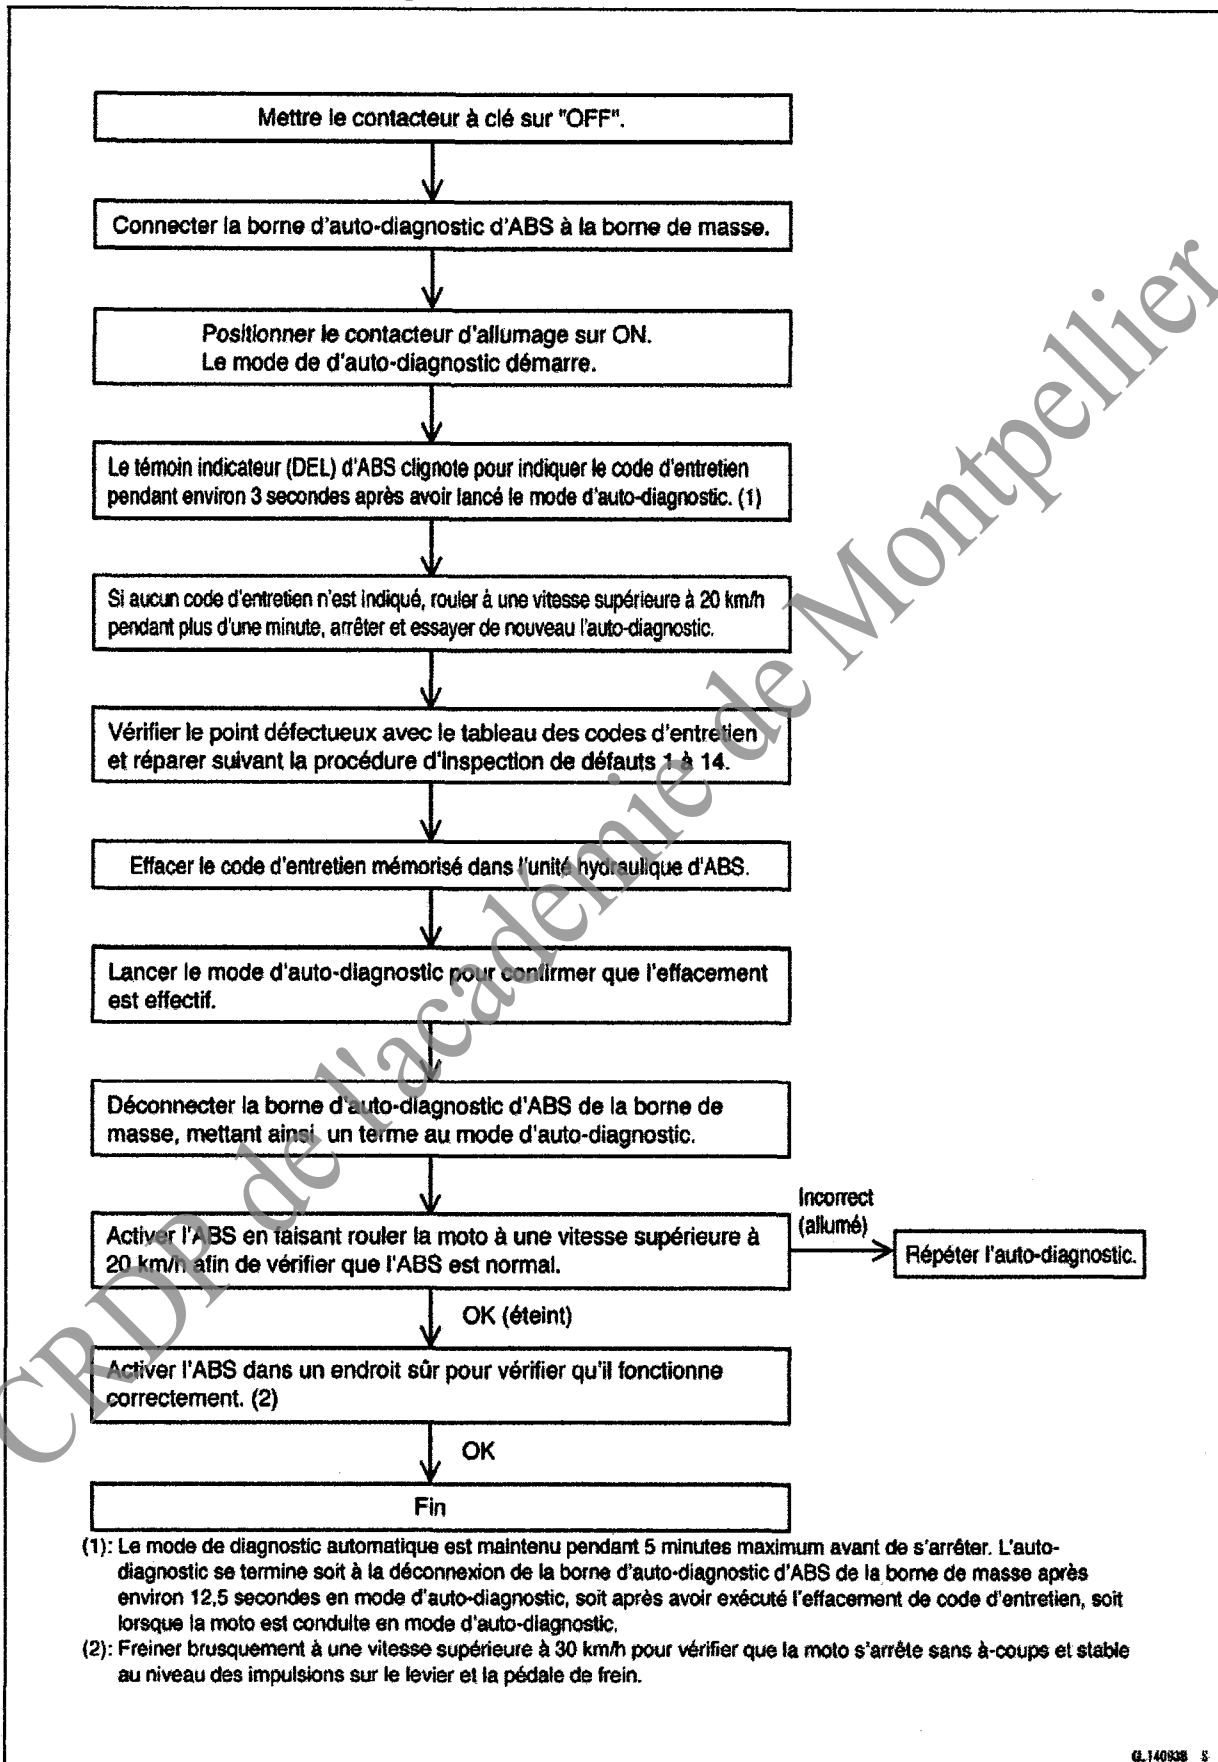 Mettre le contacteur à clé sur "OFF".
Connecter la borne d'auto-diagnostic d'ABS à la borne de masse.
Positionner le contacteur d'allumage sur ON.
Le mode de d'auto-diagnostic démarre.
Le témoin indicateur (DEL) d'ABS clignote pour indiquer le code d'entretien
pendant environ 3 secondes après avoir lancé le mode d'auto-diagnostic. (1)
Si aucun code d'entretien n'est indiqué, rouler à une vitesse supérieure à 20 km/h
pendant plus d'une minute, arrêter et essayer de nouveau l'auto-diagnostic.
Vérifier le point défectueux avec le tableau des codes d'entretien
et réparer suivant la procédure d'inspection de défauts 1 à 14.
Effacer le code d'entretien mémorisé dans l'unité hydraulique d'ABS.
Lancer le mode d'auto-diagnostic pour confirmer que l'effacement
est effectif.
Déconnecter la borne d'auto-diagnostic d'ABS de la borne de
masse, mettant ainsi un terme au mode d'auto-diagnostic.
Activer l'ABS en faisant rouler la moto à une vitesse supérieure à
20 km/h afin de vérifier que l'ABS est normal.
Incorrect
(allumé)
Répéter l'auto-diagnostic.
OK (éteint)
Activer l'ABS dans un endroit sûr pour vérifier qu'il fonctionne
correctement. (2)
OK
Fin
(1): Le mode de diagnostic automatique est maintenu pendant 5 minutes maximum avant de s'arrêter. L'auto-
diagnostic se termine soit à la déconnexion de la borne d'auto-diagnostic d'ABS de la borne de masse après
environ 12,5 secondes en mode d'auto-diagnostic, soit après avoir exécuté l'effacement de code d'entretien, soit
lorsque la moto est conduite en mode d'auto-diagnostic.
(2): Freiner brusquement à une vitesse supérieure à 30 km/h pour vérifier que la moto s'arrête sans à-coups et stable
au niveau des impulsions sur le levier et la pédale de frein.
CRDP de l'académie de Montpellier